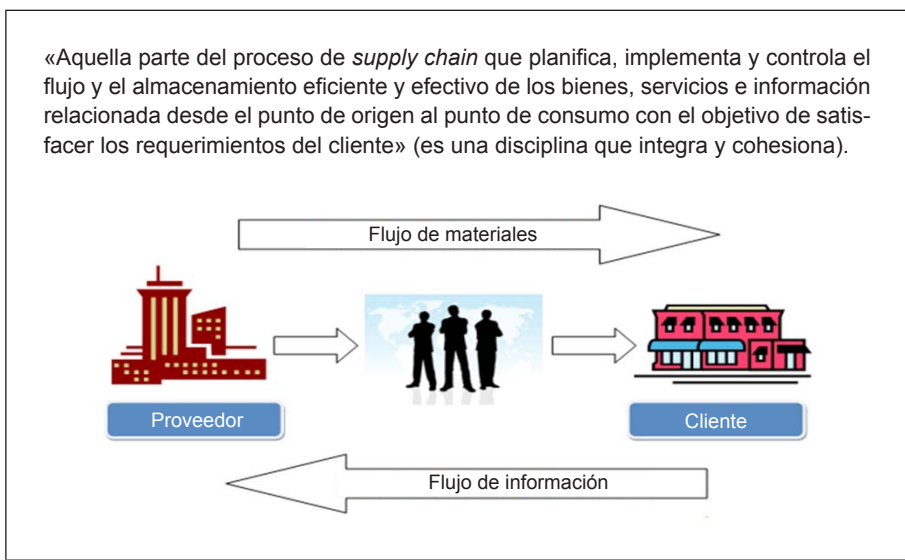 «Aquella parte del proceso de supply chain que planifica, implementa y controla el
flujo y el almacenamiento eficiente y efectivo de los bienes, servicios e información
relacionada desde el punto de origen al punto de consumo con el objetivo de satis-
facer los requerimientos del cliente» (es una disciplina que integra y cohesiona).
Flujo de materiales
Proveedor
Cliente
Flujo de información